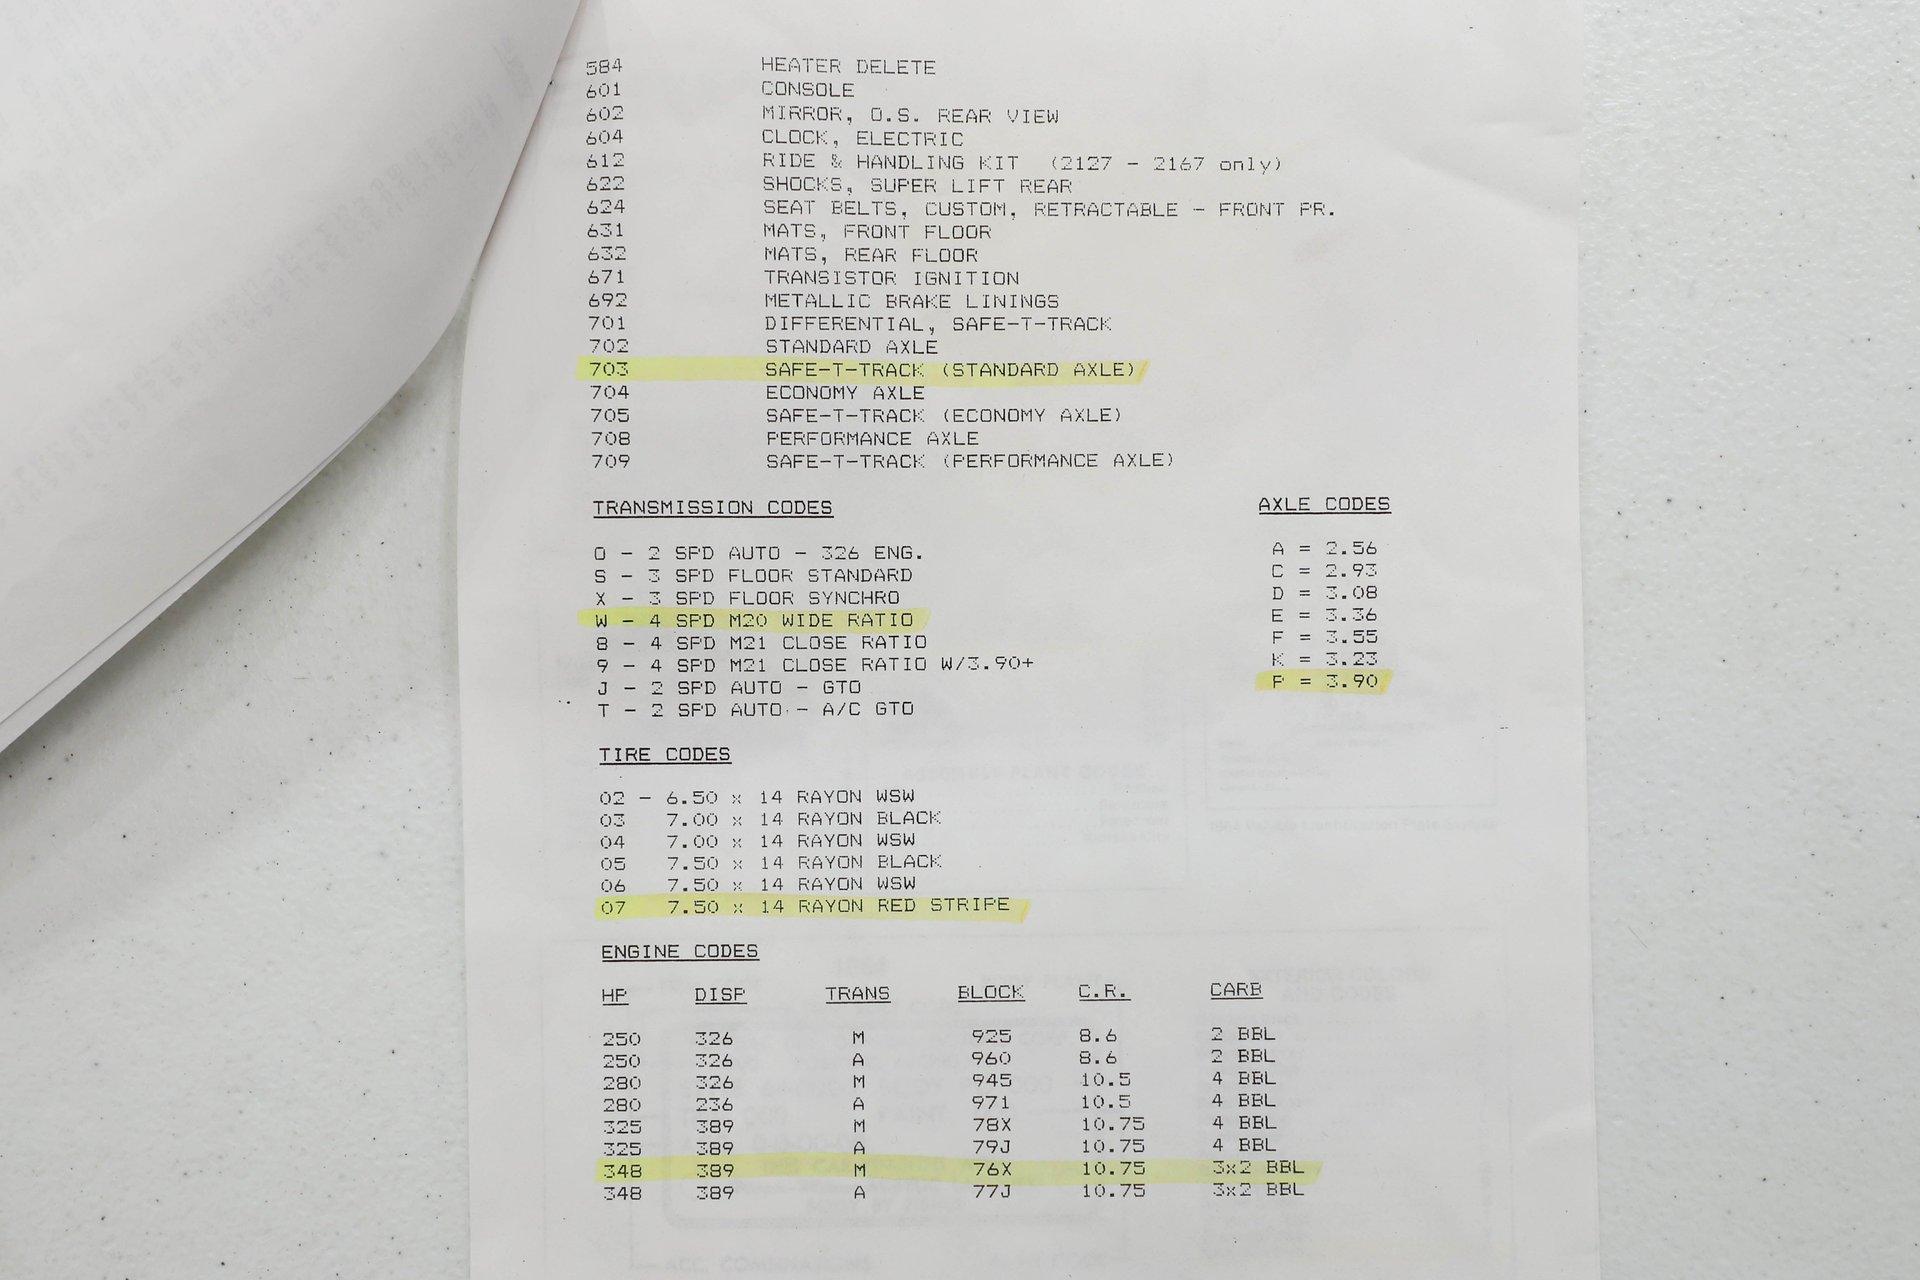 584 HEATER DELETE
601 CONSOLE
602 MIRROR, O.S. REAR VIEW
604 CLOCK, ELECTRIC
612 RIDE & HANDLING KIT (2127 - 2167 only)
622 SHOCKS, SUPER LIFT REAR
624 SEAT BELTS, CUSTOM, RETRACTABLE - FRONT PR.
631 MATS, FRONT FLOOR
632 MATS, REAR FLOOR
671 TRANSISTOR IGNITION
692 METALLIC BRAKE LININGS
701 DIFFERENTIAL, SAFE-T-TRACK
702 STANDARD AXLE
703 SAFE-T-TRACK (STANDARD AXLE)
704 ECONOMY AXLE
705 SAFE-T-TRACK (ECONOMY AXLE)
708 PERFORMANCE AXLE
709 SAFE-T-TRACK (PERFORMANCE AXLE)
TRANSMISSION CODES
O - 2 SPD AUTO - 326 ENG.
S - 3 SPD FLOOR STANDARD
X - 3 SPD FLOOR SYNCHRO
W - 4 SPD M20 WIDE RATIO
8 - 4 SPD M21 CLOSE RATIO
9 - 4 SPD M21 CLOSE RATIO W/3.90+
J - 2 SPD AUTO - GTO
T - 2 SPD AUTO - A/C GTO
AXLE CODES
A = 2.56
C = 2.93
D = 3.08
E = 3.36
F = 3.55
K = 3.23
P = 3.90
TIRE CODES
02 - 6.50 x 14 RAYON WSW
03 7.00 x 14 RAYON BLACK
04 7.00 x 14 RAYON WSW
05 7.50 x 14 RAYON BLACK
06 7.50 x 14 RAYON WSW
07 7.50 x 14 RAYON RED STRIPE
ENGINE CODES
HP DISP TRANS BLOCK C.R. CARB
250 326 M 925 8.6 2 BBL
250 326 A 960 8.6 2 BBL
280 326 M 945 10.5 4 BBL
280 236 A 971 10.5 4 BBL
325 389 M 78X 10.75 4 BBL
325 389 A 79J 10.75 4 BBL
348 389 M 76X 10.75 3x2 BBL
348 389 A 77J 10.75 3x2 BBL